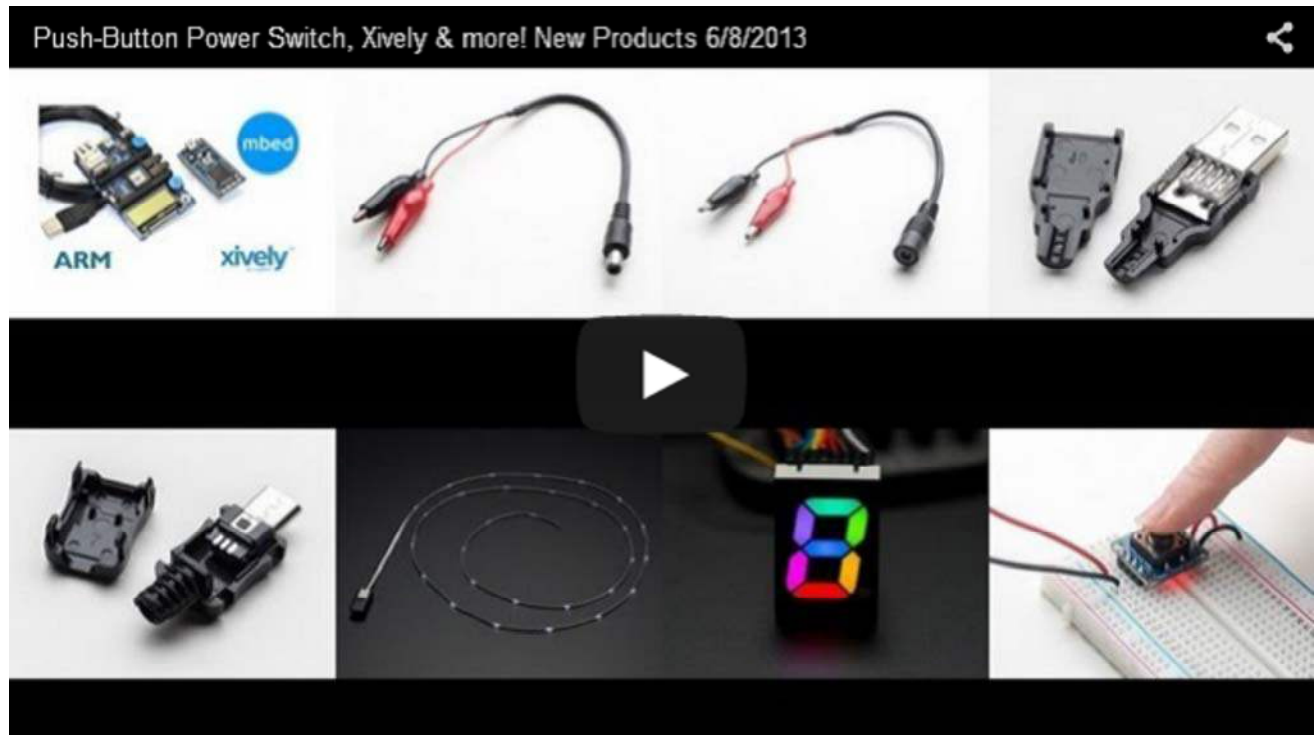 Push-Button Power Switch, Xively & more! New Products 6/8/2013
mbed
ARM
xively